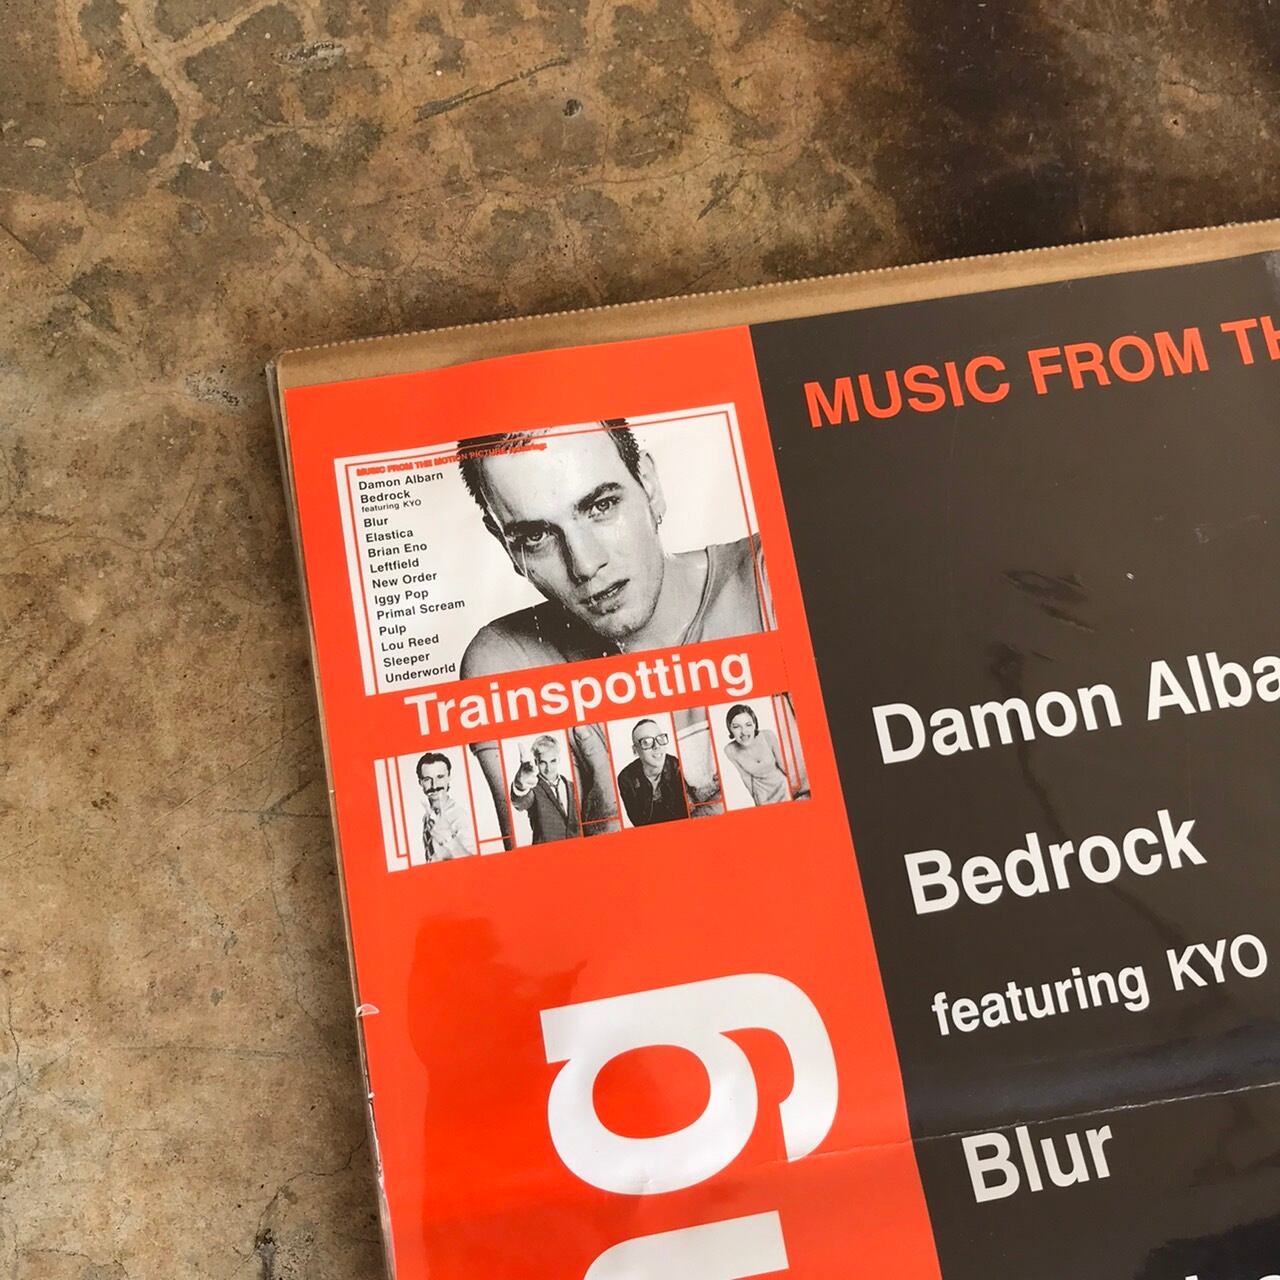 MUSIC FROM THE MOTION PICTURE
Damon Albarn
Bedrock
featuring KYO
Blur
Elastica
Brian Eno
Leftfield
New Order
Iggy Pop
Primal Scream
Pulp
Lou Reed
Sleeper
Underworld
Trainspotting
ng
MUSIC FROM TH
Damon Alba
Bedrock
featuring KYO
Blur